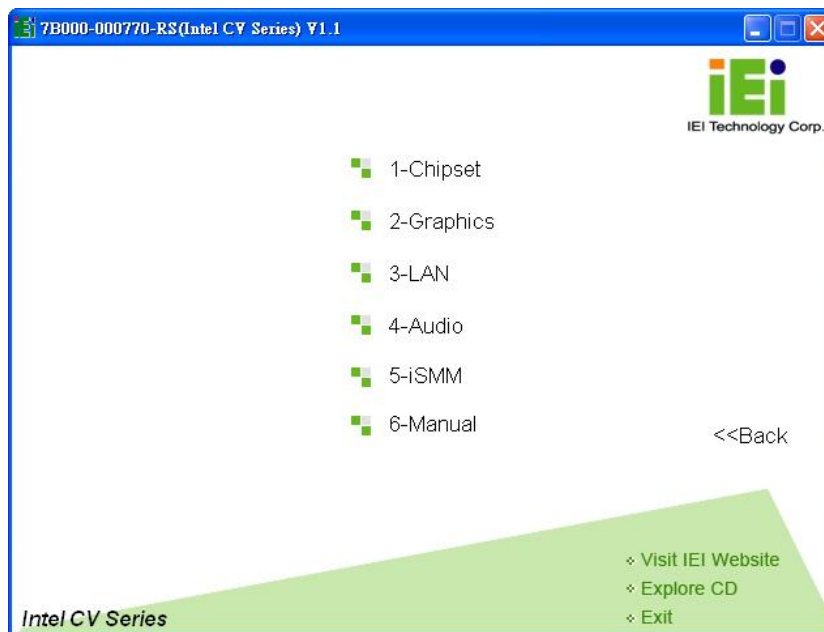 7B000-000770-RS(Intel CV Series) V1.1
iEi
IEI Technology Corp.
1-Chipset
2-Graphics
3-LAN
4-Audio
5-iSMM
6-Manual
<<Back
Visit IEI Website
Explore CD
Exit
Intel CV Series